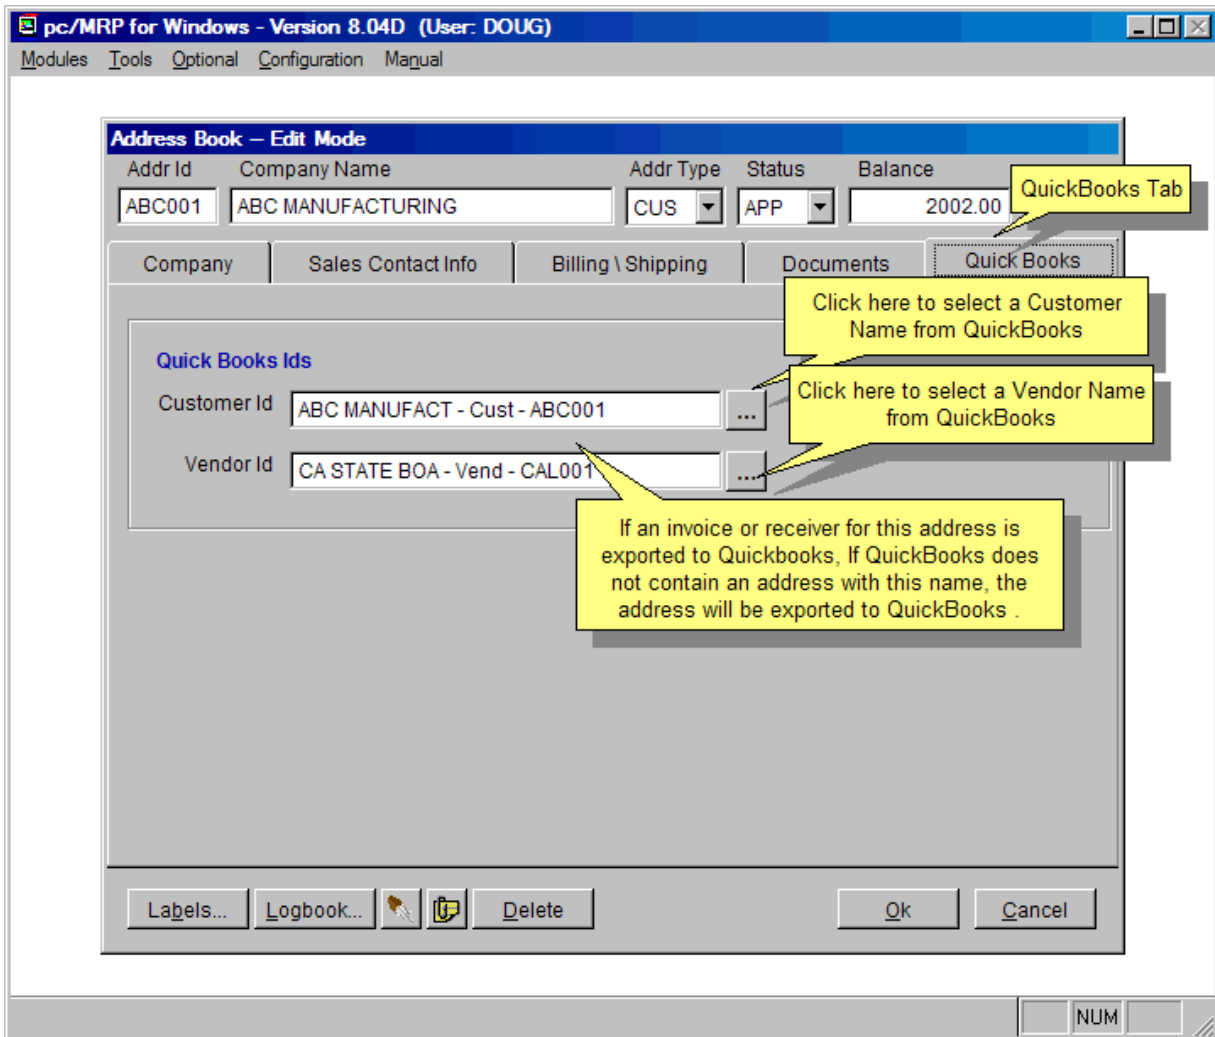 pc/MRP for Windows - Version 8.04D (User: DOUG)
Modules Tools Optional Configuration Manual
Address Book – Edit Mode
Addr Id Company Name Addr Type Status Balance
ABC001 ABC MANUFACTURING CUS APP 2002.00
QuickBooks Tab
Company Sales Contact Info Billing \ Shipping Documents Quick Books
Click here to select a Customer
Name from QuickBooks
Quick Books Ids
Customer Id ABC MANUFACT - Cust - ABC001 ...
Click here to select a Vendor Name
from QuickBooks
Vendor Id CA STATE BOA - Vend - CAL001 ...
If an invoice or receiver for this address is
exported to Quickbooks, If QuickBooks does
not contain an address with this name, the
address will be exported to QuickBooks .
Labels... Logbook... Delete Ok Cancel
NUM